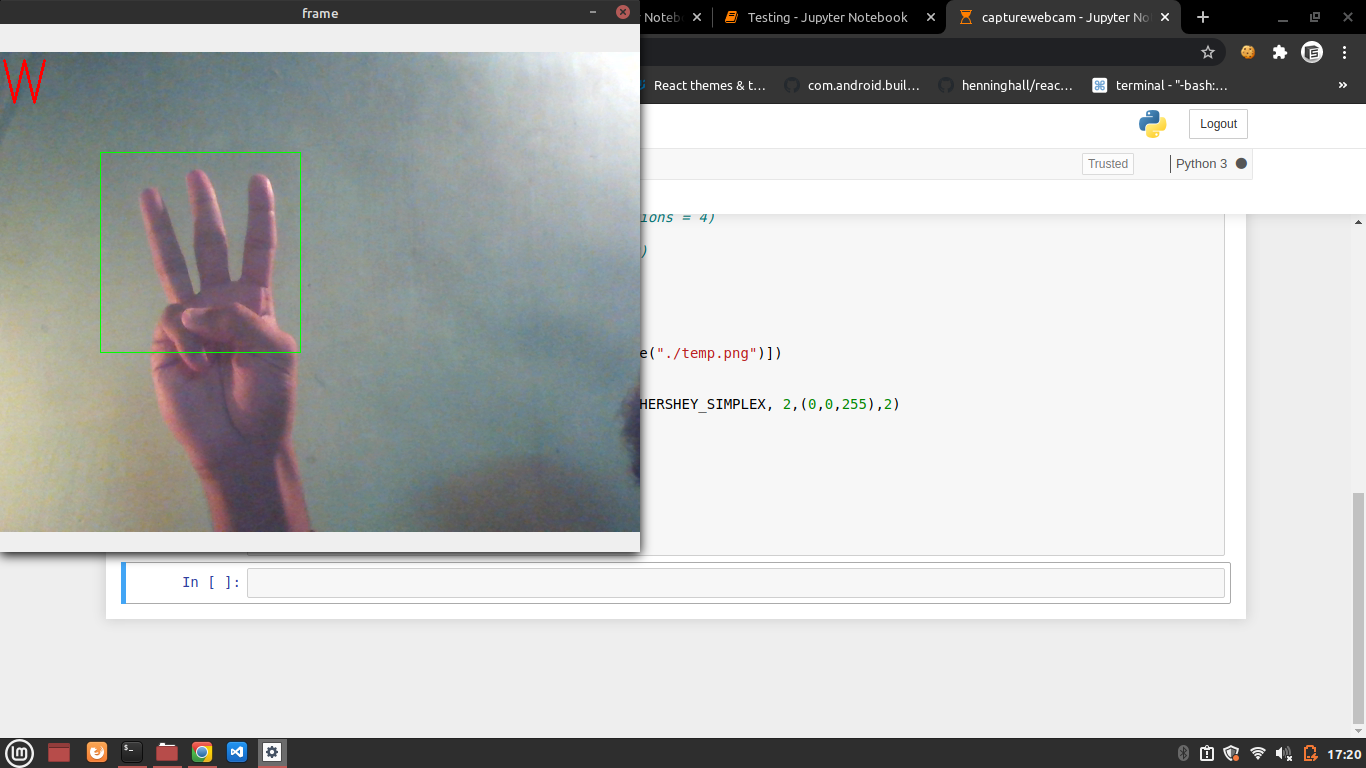 frame
W
Noteb
Testing - Jupyter Notebook
capturewebcam - Jupyter No
React themes & t…
com.android.buil…
henninghall/reac…
terminal - "-bash:…
»
Logout
Trusted
Python 3
ions = 4)
)
e("./temp.png")])
HERSHEY_SIMPLEX, 2,(0,0,255),2)
In [ ]:
lm
$_
17:20